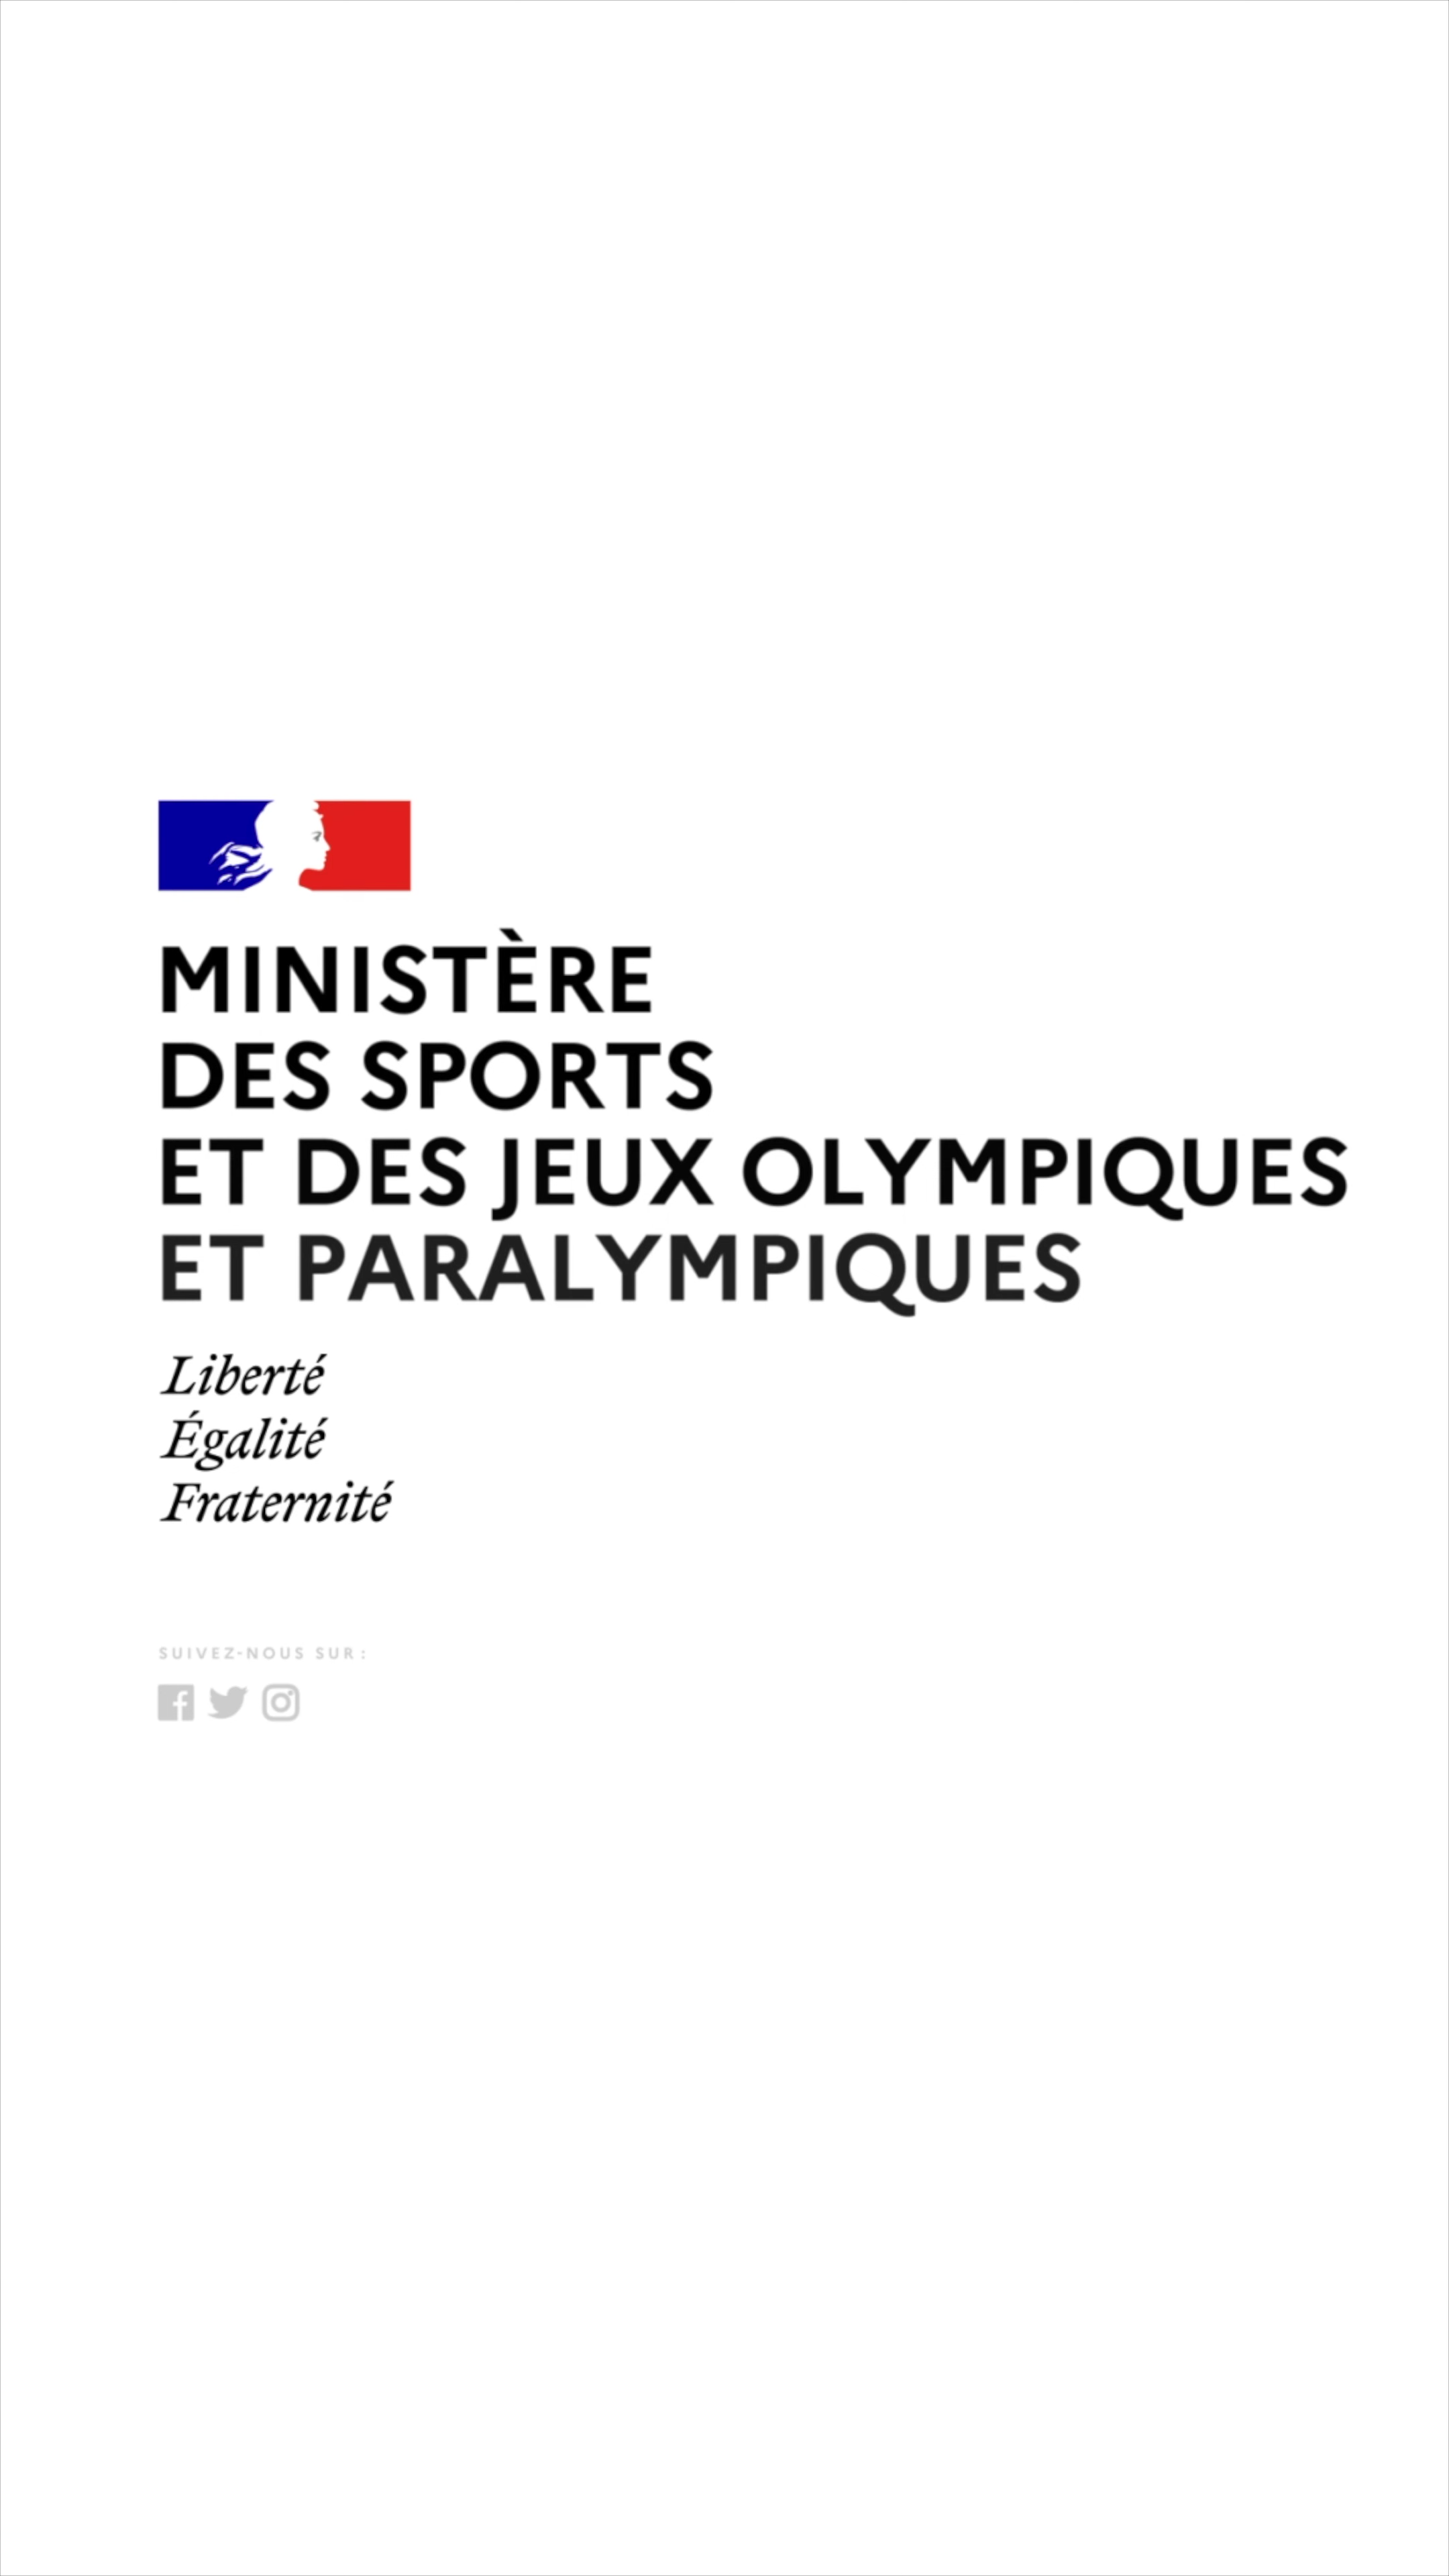 MINISTÈRE
DES SPORTS
ET DES JEUX OLYMPIQUES
ET PARALYMPIQUES
Liberté
Égalité
Fraternité
SUIVEZ-NOUS SUR :